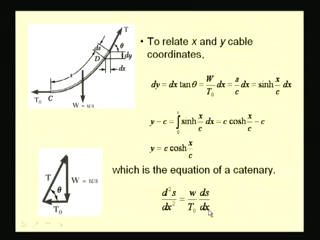 T
θ
dy
ds
D
dx
s
T₀
C
W = ws
• To relate x and y cable coordinates,
dy = dx tan θ = W/T₀ dx = s/c dx = sinh x/c dx
y − c = ∫₀ˣ sinh x/c dx = c cosh x/c − c
y = c cosh x/c
T
W = ws
θ
T₀
which is the equation of a catenary.
d²s/dx² = w/T₀ ds/dx